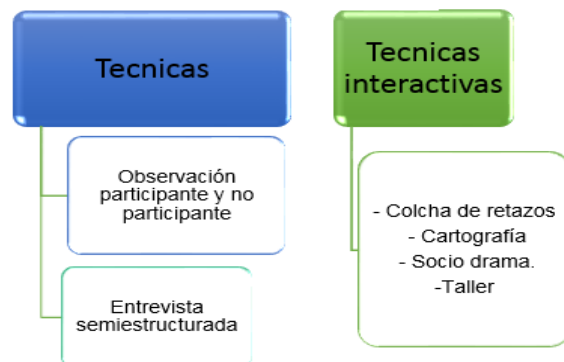 Tecnicas
Observación
participante y no
participante
Entrevista
semiestructurada
Tecnicas
interactivas
- Colcha de retazos
- Cartografía
- Socio drama.
-Taller